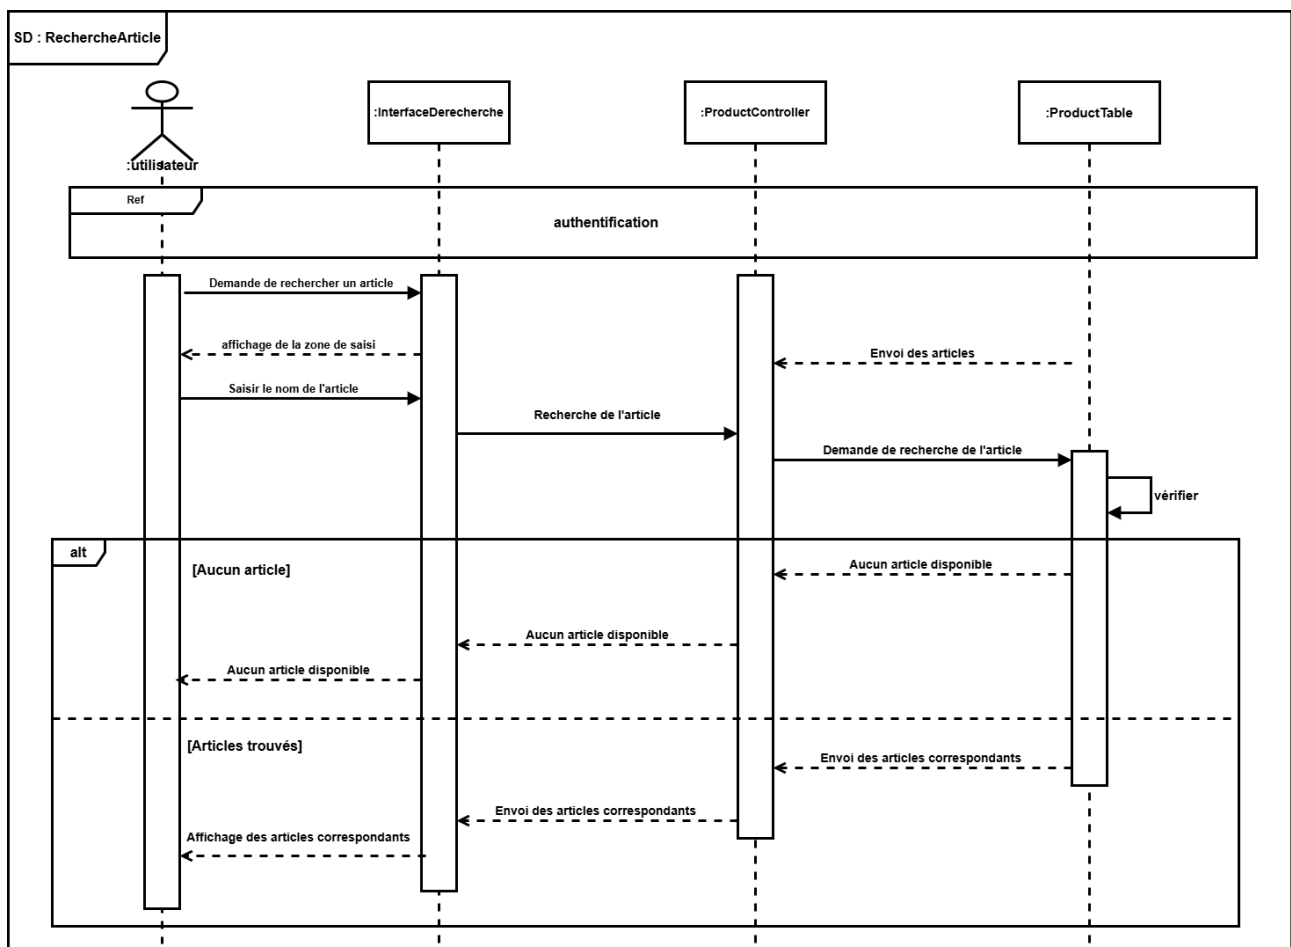 SD : RechercheArticle
:utilisateur
:InterfaceDerecherche
:ProductController
:ProductTable
Ref
authentification
Demande de rechercher un article
affichage de la zone de saisi
Envoi des articles
Saisir le nom de l'article
Recherche de l'article
Demande de recherche de l'article
vérifier
alt
[Aucun article]
Aucun article disponible
Aucun article disponible
Aucun article disponible
[Articles trouvés]
Envoi des articles correspondants
Envoi des articles correspondants
Affichage des articles correspondants